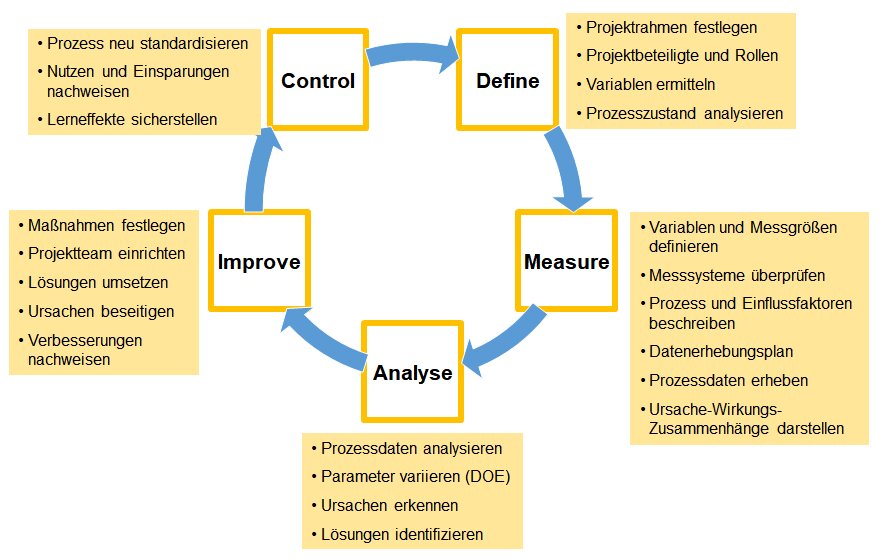 Control
• Prozess neu standardisieren
• Nutzen und Einsparungen
nachweisen
• Lerneffekte sicherstellen
Define
• Projektrahmen festlegen
• Projektbeteiligte und Rollen
• Variablen ermitteln
• Prozesszustand analysieren
Measure
• Variablen und Messgrößen
definieren
• Messsysteme überprüfen
• Prozess und Einflussfaktoren
beschreiben
• Datenerhebungsplan
• Prozessdaten erheben
• Ursache-Wirkungs-
Zusammenhänge darstellen
Analyse
• Prozessdaten analysieren
• Parameter variieren (DOE)
• Ursachen erkennen
• Lösungen identifizieren
Improve
• Maßnahmen festlegen
• Projektteam einrichten
• Lösungen umsetzen
• Ursachen beseitigen
• Verbesserungen
nachweisen